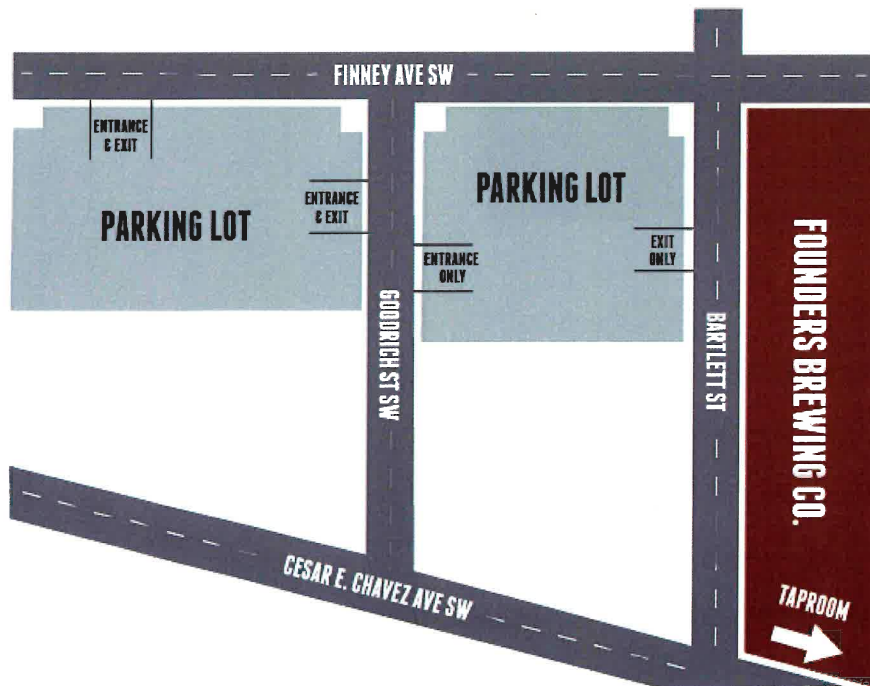 FINNEY AVE SW
ENTRANCE
& EXIT
PARKING LOT
ENTRANCE
& EXIT
PARKING LOT
ENTRANCE
ONLY
EXIT
ONLY
GOODRICH ST SW
BARTLETT ST
FOUNDERS BREWING CO.
CESAR E. CHAVEZ AVE SW
TAPROOM